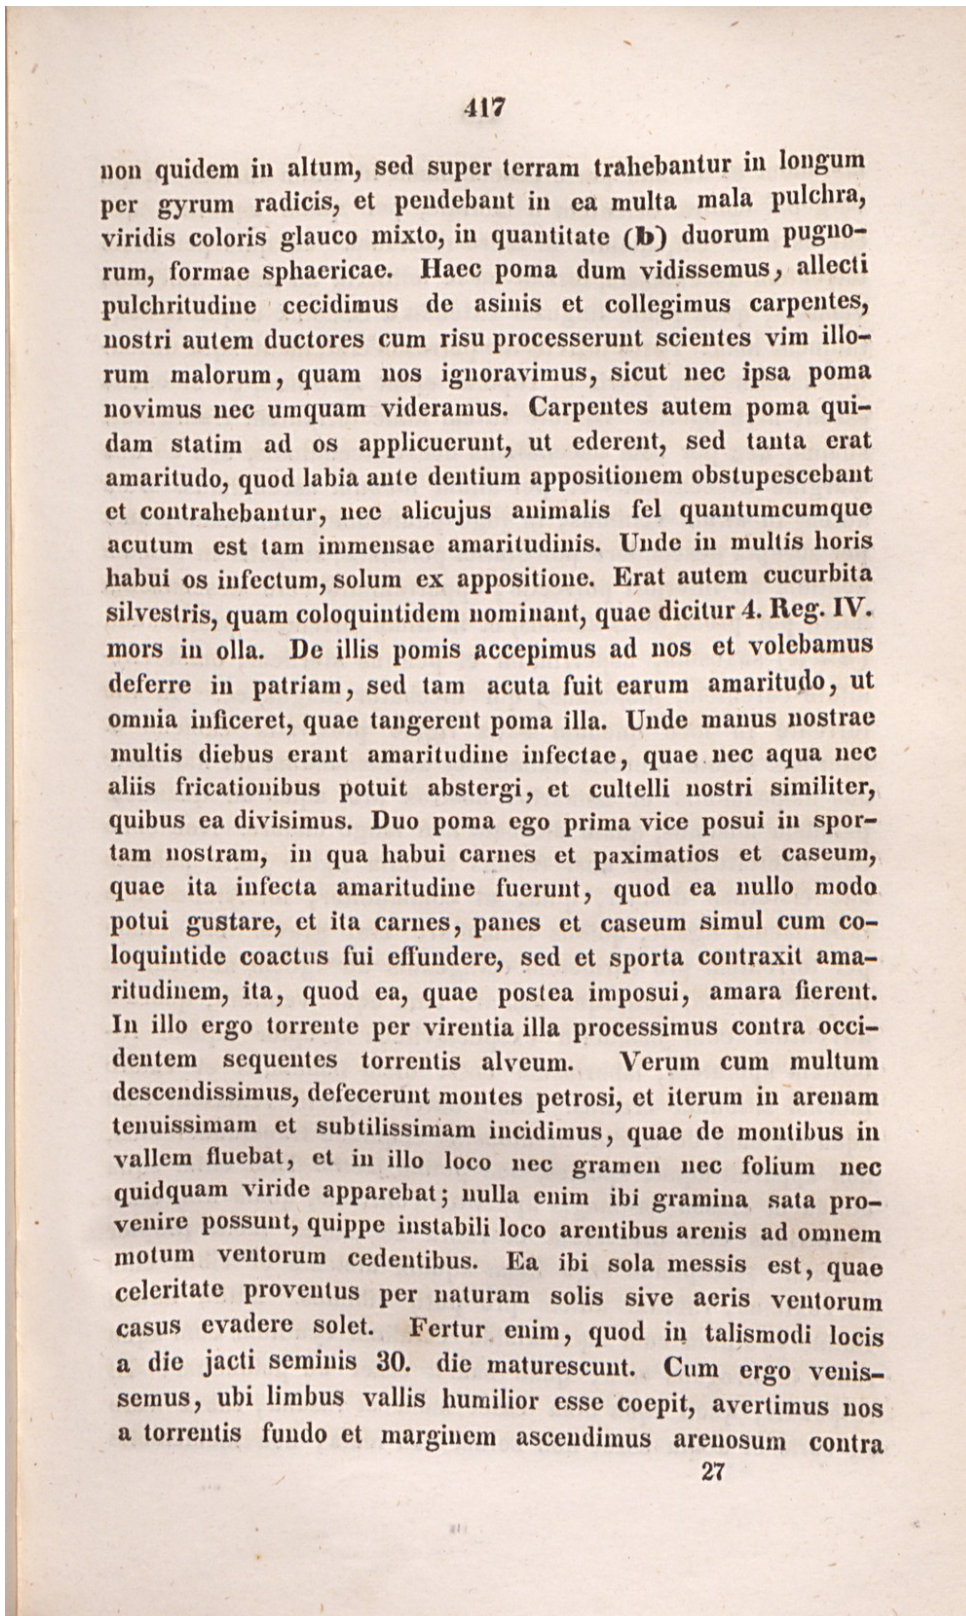 417
non quidem in altum, sed super terram trahebantur in longum
per gyrum radicis, et pendebant in ea multa mala pulchra,
viridis coloris glauco mixto, in quantitate (b) duorum pugno-
rum, formae sphaericae. Haec poma dum vidissemus, allecti
pulchritudine cecidimus de asinis et collegimus carpentes,
nostri autem ductores cum risu processerunt scientes vim illo-
rum malorum, quam nos ignoravimus, sicut nec ipsa poma
novimus nec umquam videramus. Carpentes autem poma qui-
dam statim ad os applicuerunt, ut ederent, sed tanta erat
amaritudo, quod labia ante dentium appositionem obstupescebant
et contrahebantur, nec alicujus animalis fel quantumcumque
acutum est tam immensae amaritudinis. Unde in multis horis
habui os infectum, solum ex appositione. Erat autem cucurbita
silvestris, quam coloquintidem nominant, quae dicitur 4. Reg. IV.
mors in olla. De illis pomis accepimus ad nos et volebamus
deferre in patriam, sed tam acuta fuit earum amaritudo, ut
omnia inficeret, quae tangerent poma illa. Unde manus nostrae
multis diebus erant amaritudine infectae, quae nec aqua nec
aliis fricationibus potuit abstergi, et cultelli nostri similiter,
quibus ea divisimus. Duo poma ego prima vice posui in spor-
tam nostram, in qua habui carnes et paximatios et caseum,
quae ita infecta amaritudine fuerunt, quod ea nullo modo
potui gustare, et ita carnes, panes et caseum simul cum co-
loquintide coactus fui effundere, sed et sporta contraxit ama-
ritudinem, ita, quod ea, quae postea imposui, amara fierent.
In illo ergo torrente per virentia illa processimus contra occi-
dentem sequentes torrentis alveum. Verum cum multum
descendissimus, defecerunt montes petrosi, et iterum in arenam
tenuissimam et subtilissimam incidimus, quae de montibus in
vallem fluebat, et in illo loco nec gramen nec folium nec
quidquam viride apparebat; nulla enim ibi gramina sata pro-
venire possunt, quippe instabili loco arentibus arenis ad omnem
motum ventorum cedentibus. Ea ibi sola messis est, quae
celeritate proventus per naturam solis sive aeris ventorum
casus evadere solet. Fertur enim, quod in talismodi locis
a die jacti seminis 30. die maturescunt. Cum ergo venis-
semus, ubi limbus vallis humilior esse coepit, avertimus nos
a torrentis fundo et marginem ascendimus arenosum contra
27